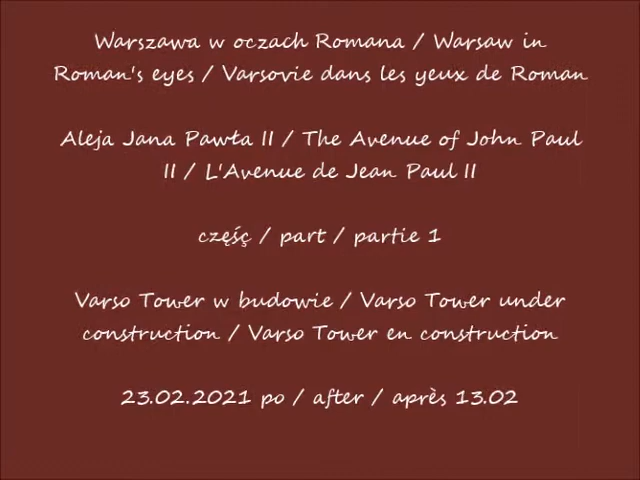 Warszawa w oczach Romana / Warsaw in
Roman's eyes / Varsovie dans les yeux de Roman
Aleja Jana Pawła II / The Avenue of John Paul
II / L'Avenue de Jean Paul II
częśç / part / partie 1
Varso Tower w budowie / Varso Tower under
construction / Varso Tower en construction
23.02.2021 po / after / après 13.02